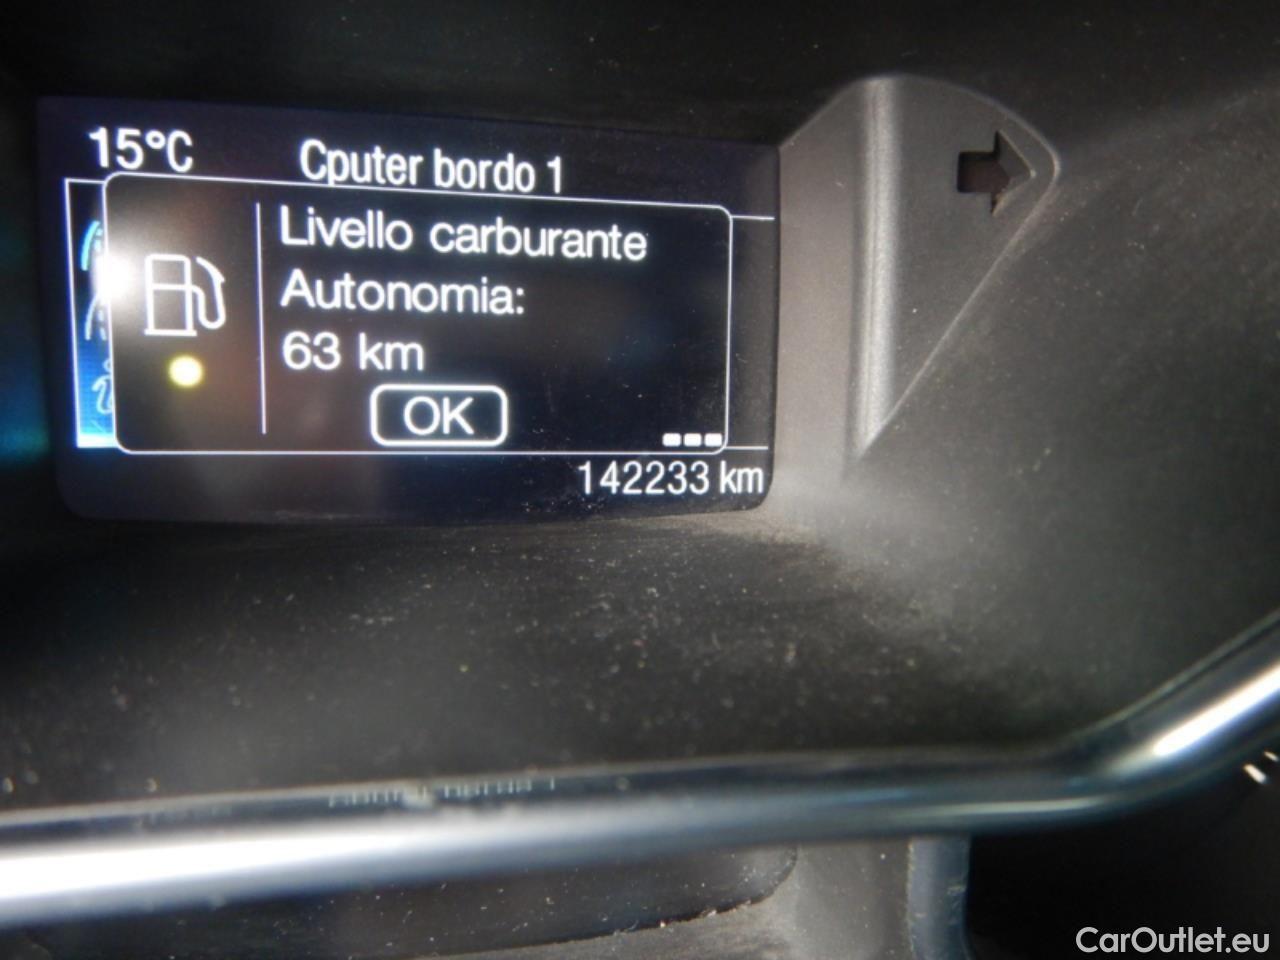 15°C
Cputer bordo 1
Livello carburante
Autonomia:
63 km
OK
142233 km
CarOutlet.eu